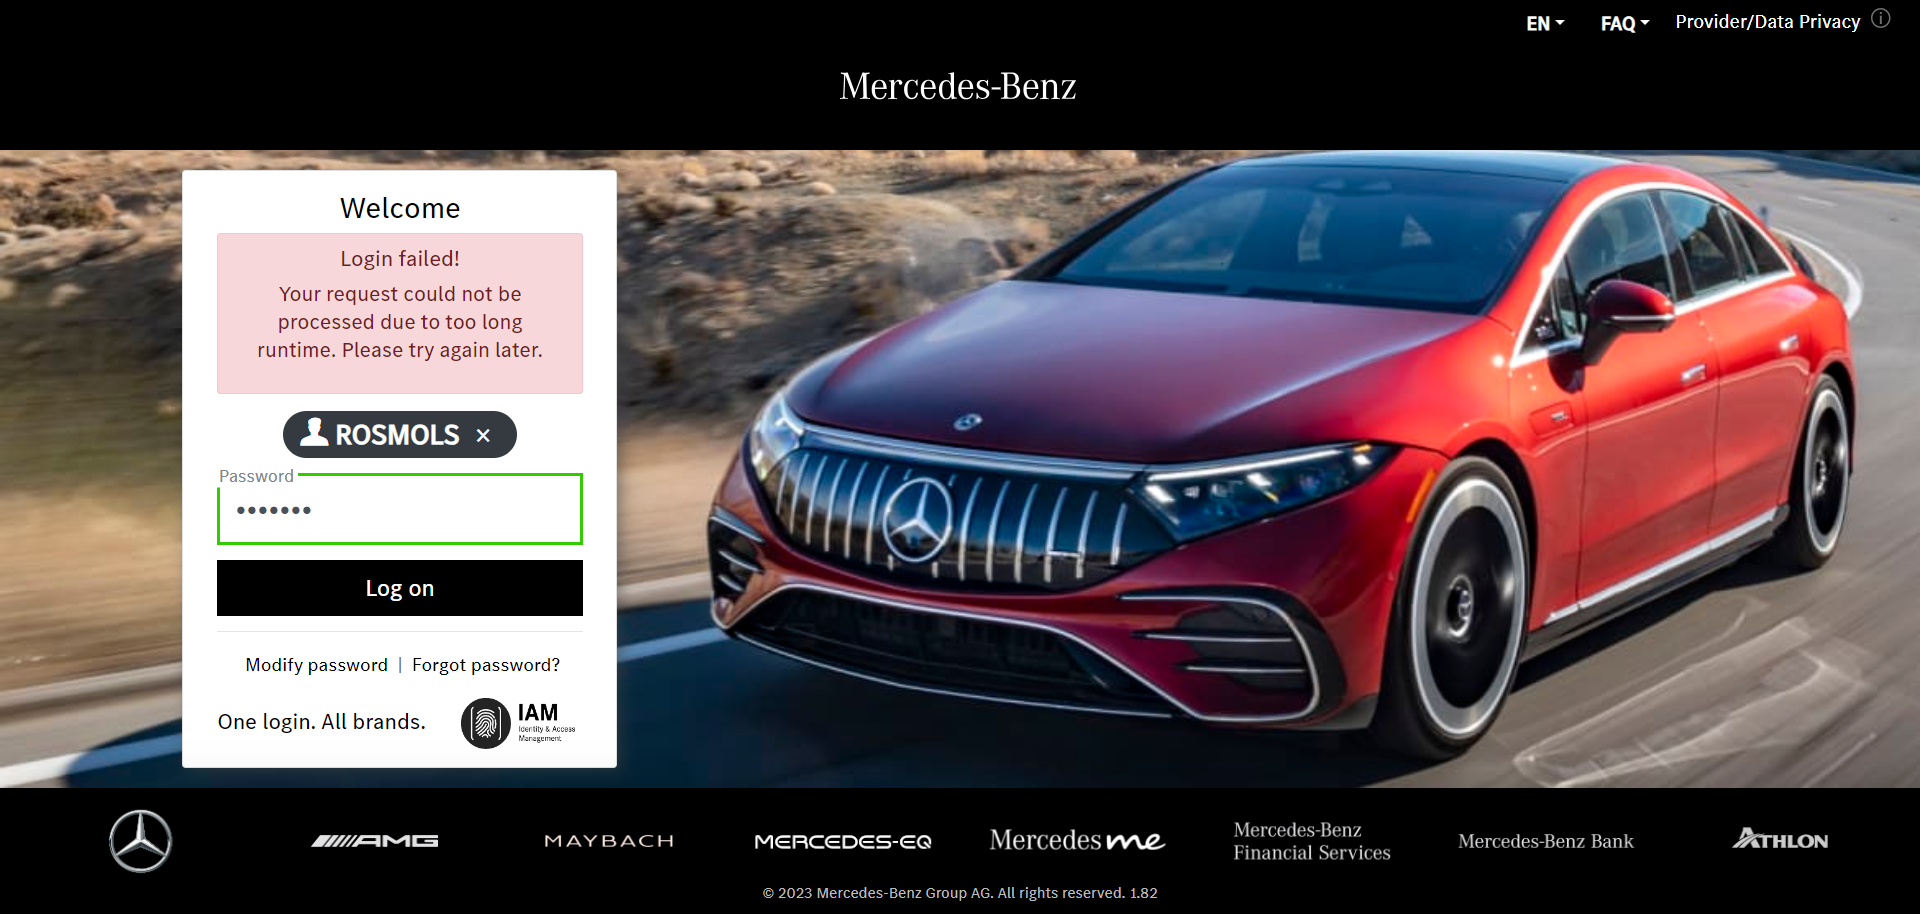 EN
FAQ
Provider/Data Privacy
Mercedes-Benz
Welcome
Login failed!
Your request could not be
processed due to too long
runtime. Please try again later.
ROSMOLS ×
Password
•••••••
Log on
Modify password | Forgot password?
One login. All brands.
IAM
Identity & Access
Management
AMG
MAYBACH
MERCEDES-EQ
Mercedes me
Mercedes-Benz
Financial Services
Mercedes-Benz Bank
ATHLON
© 2023 Mercedes-Benz Group AG. All rights reserved. 1.82